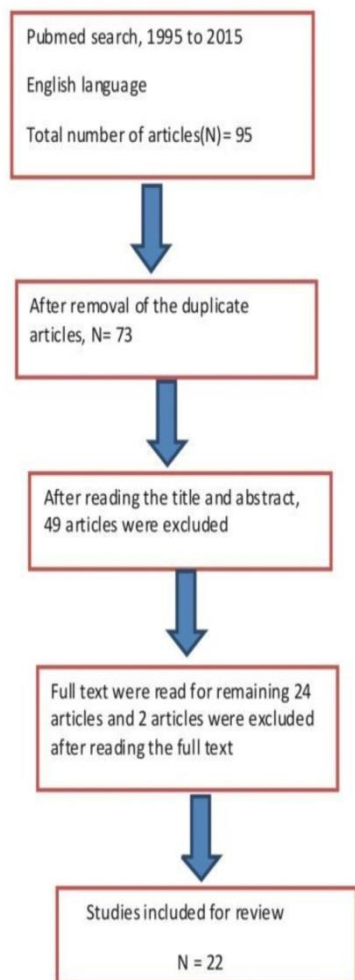 Pubmed search, 1995 to 2015
English language
Total number of articles(N)= 95
After removal of the duplicate
articles, N= 73
After reading the title and abstract,
49 articles were excluded
Full text were read for remaining 24
articles and 2 articles were excluded
after reading the full text
Studies included for review
N = 22